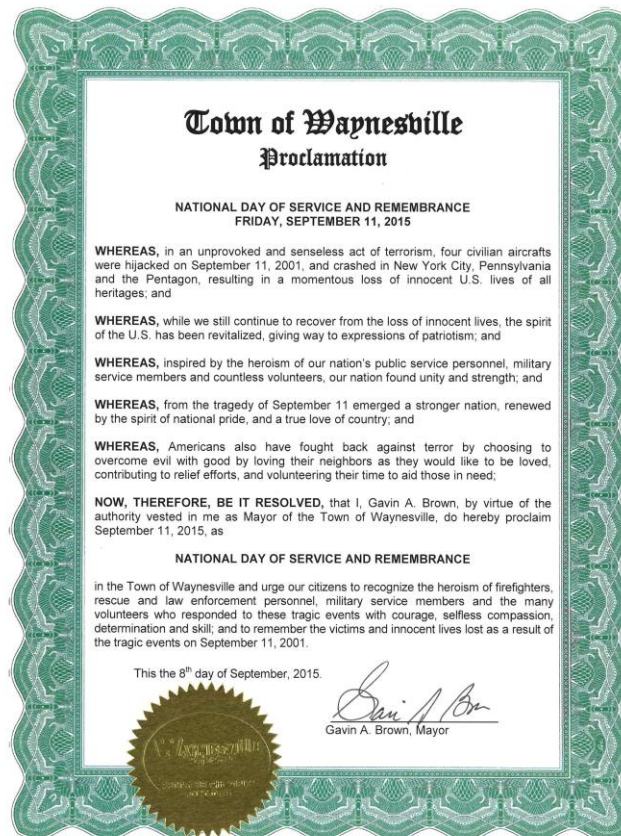 Town of Waynesville
Proclamation
NATIONAL DAY OF SERVICE AND REMEMBRANCE
FRIDAY, SEPTEMBER 11, 2015
WHEREAS, in an unprovoked and senseless act of terrorism, four civilian aircrafts
were hijacked on September 11, 2001, and crashed in New York City, Pennsylvania
and the Pentagon, resulting in a momentous loss of innocent U.S. lives of all
heritages; and
WHEREAS, while we still continue to recover from the loss of innocent lives, the spirit
of the U.S. has been revitalized, giving way to expressions of patriotism; and
WHEREAS, inspired by the heroism of our nation's public service personnel, military
service members and countless volunteers, our nation found unity and strength; and
WHEREAS, from the tragedy of September 11 emerged a stronger nation, renewed
by the spirit of national pride, and a true love of country; and
WHEREAS, Americans also have fought back against terror by choosing to
overcome evil with good by loving their neighbors as they would like to be loved,
contributing to relief efforts, and volunteering their time to aid those in need;
NOW, THEREFORE, BE IT RESOLVED, that I, Gavin A. Brown, by virtue of the
authority vested in me as Mayor of the Town of Waynesville, do hereby proclaim
September 11, 2015, as
NATIONAL DAY OF SERVICE AND REMEMBRANCE
in the Town of Waynesville and urge our citizens to recognize the heroism of firefighters,
rescue and law enforcement personnel, military service members and the many
volunteers who responded to these tragic events with courage, selfless compassion,
determination and skill; and to remember the victims and innocent lives lost as a result of
the tragic events on September 11, 2001.
This the 8th day of September, 2015.
Gavin A. Brown, Mayor
Waynesville